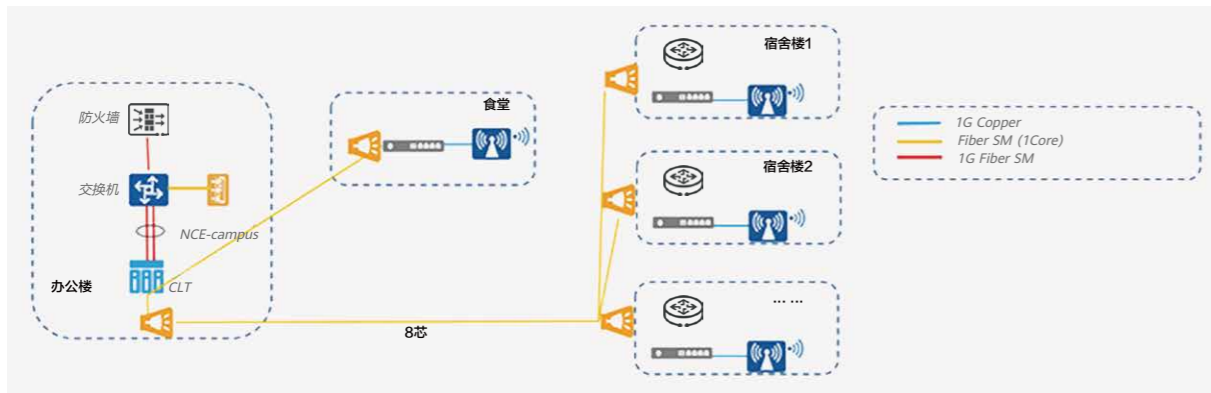 防火墙
交换机
NCE-campus
办公楼
CLT
食堂
8芯
宿舍楼1
宿舍楼2
... ...
1G Copper
Fiber SM (1Core)
1G Fiber SM